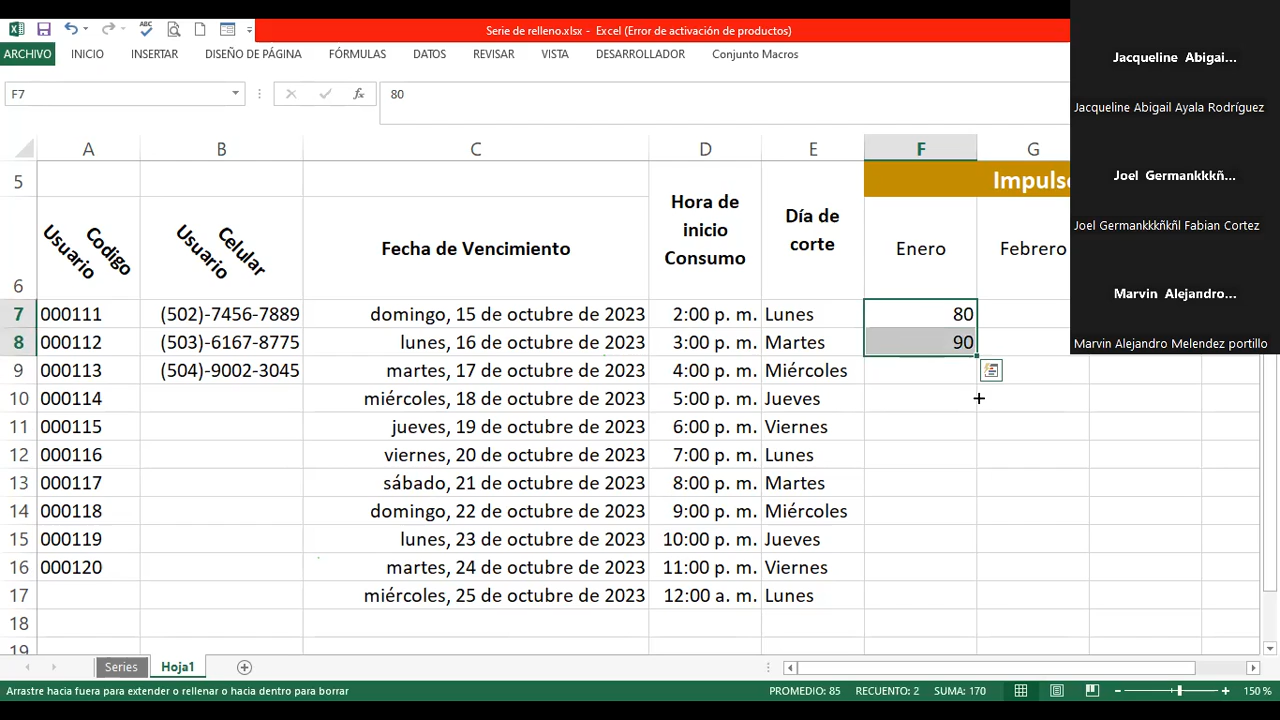 Serie de relleno.xlsx - Excel (Error de activación de productos)
ARCHIVO INICIO INSERTAR DISEÑO DE PÁGINA FÓRMULAS DATOS REVISAR VISTA DESARROLLADOR Conjunto Macros
F7 fx 80
A B C D E F G
5 Impuls
6 Codigo Usuario Celular Usuario Fecha de Vencimiento Hora de inicio Consumo Día de corte Enero Febrero
7 000111 (502)-7456-7889 domingo, 15 de octubre de 2023 2:00 p. m. Lunes 80
8 000112 (503)-6167-8775 lunes, 16 de octubre de 2023 3:00 p. m. Martes 90
9 000113 (504)-9002-3045 martes, 17 de octubre de 2023 4:00 p. m. Miércoles
10 000114 miércoles, 18 de octubre de 2023 5:00 p. m. Jueves
11 000115 jueves, 19 de octubre de 2023 6:00 p. m. Viernes
12 000116 viernes, 20 de octubre de 2023 7:00 p. m. Lunes
13 000117 sábado, 21 de octubre de 2023 8:00 p. m. Martes
14 000118 domingo, 22 de octubre de 2023 9:00 p. m. Miércoles
15 000119 lunes, 23 de octubre de 2023 10:00 p. m. Jueves
16 000120 martes, 24 de octubre de 2023 11:00 p. m. Viernes
17 miércoles, 25 de octubre de 2023 12:00 a. m. Lunes
18
19
Series Hoja1
Arrastre hacia fuera para extender o rellenar o hacia dentro para borrar PROMEDIO: 85 RECUENTO: 2 SUMA: 170 150 %
Jacqueline Abigai...
Jacqueline Abigail Ayala Rodríguez
Joel Germankkkñ...
Joel Germankkkñkñl Fabian Cortez
Marvin Alejandro...
Marvin Alejandro Melendez portillo